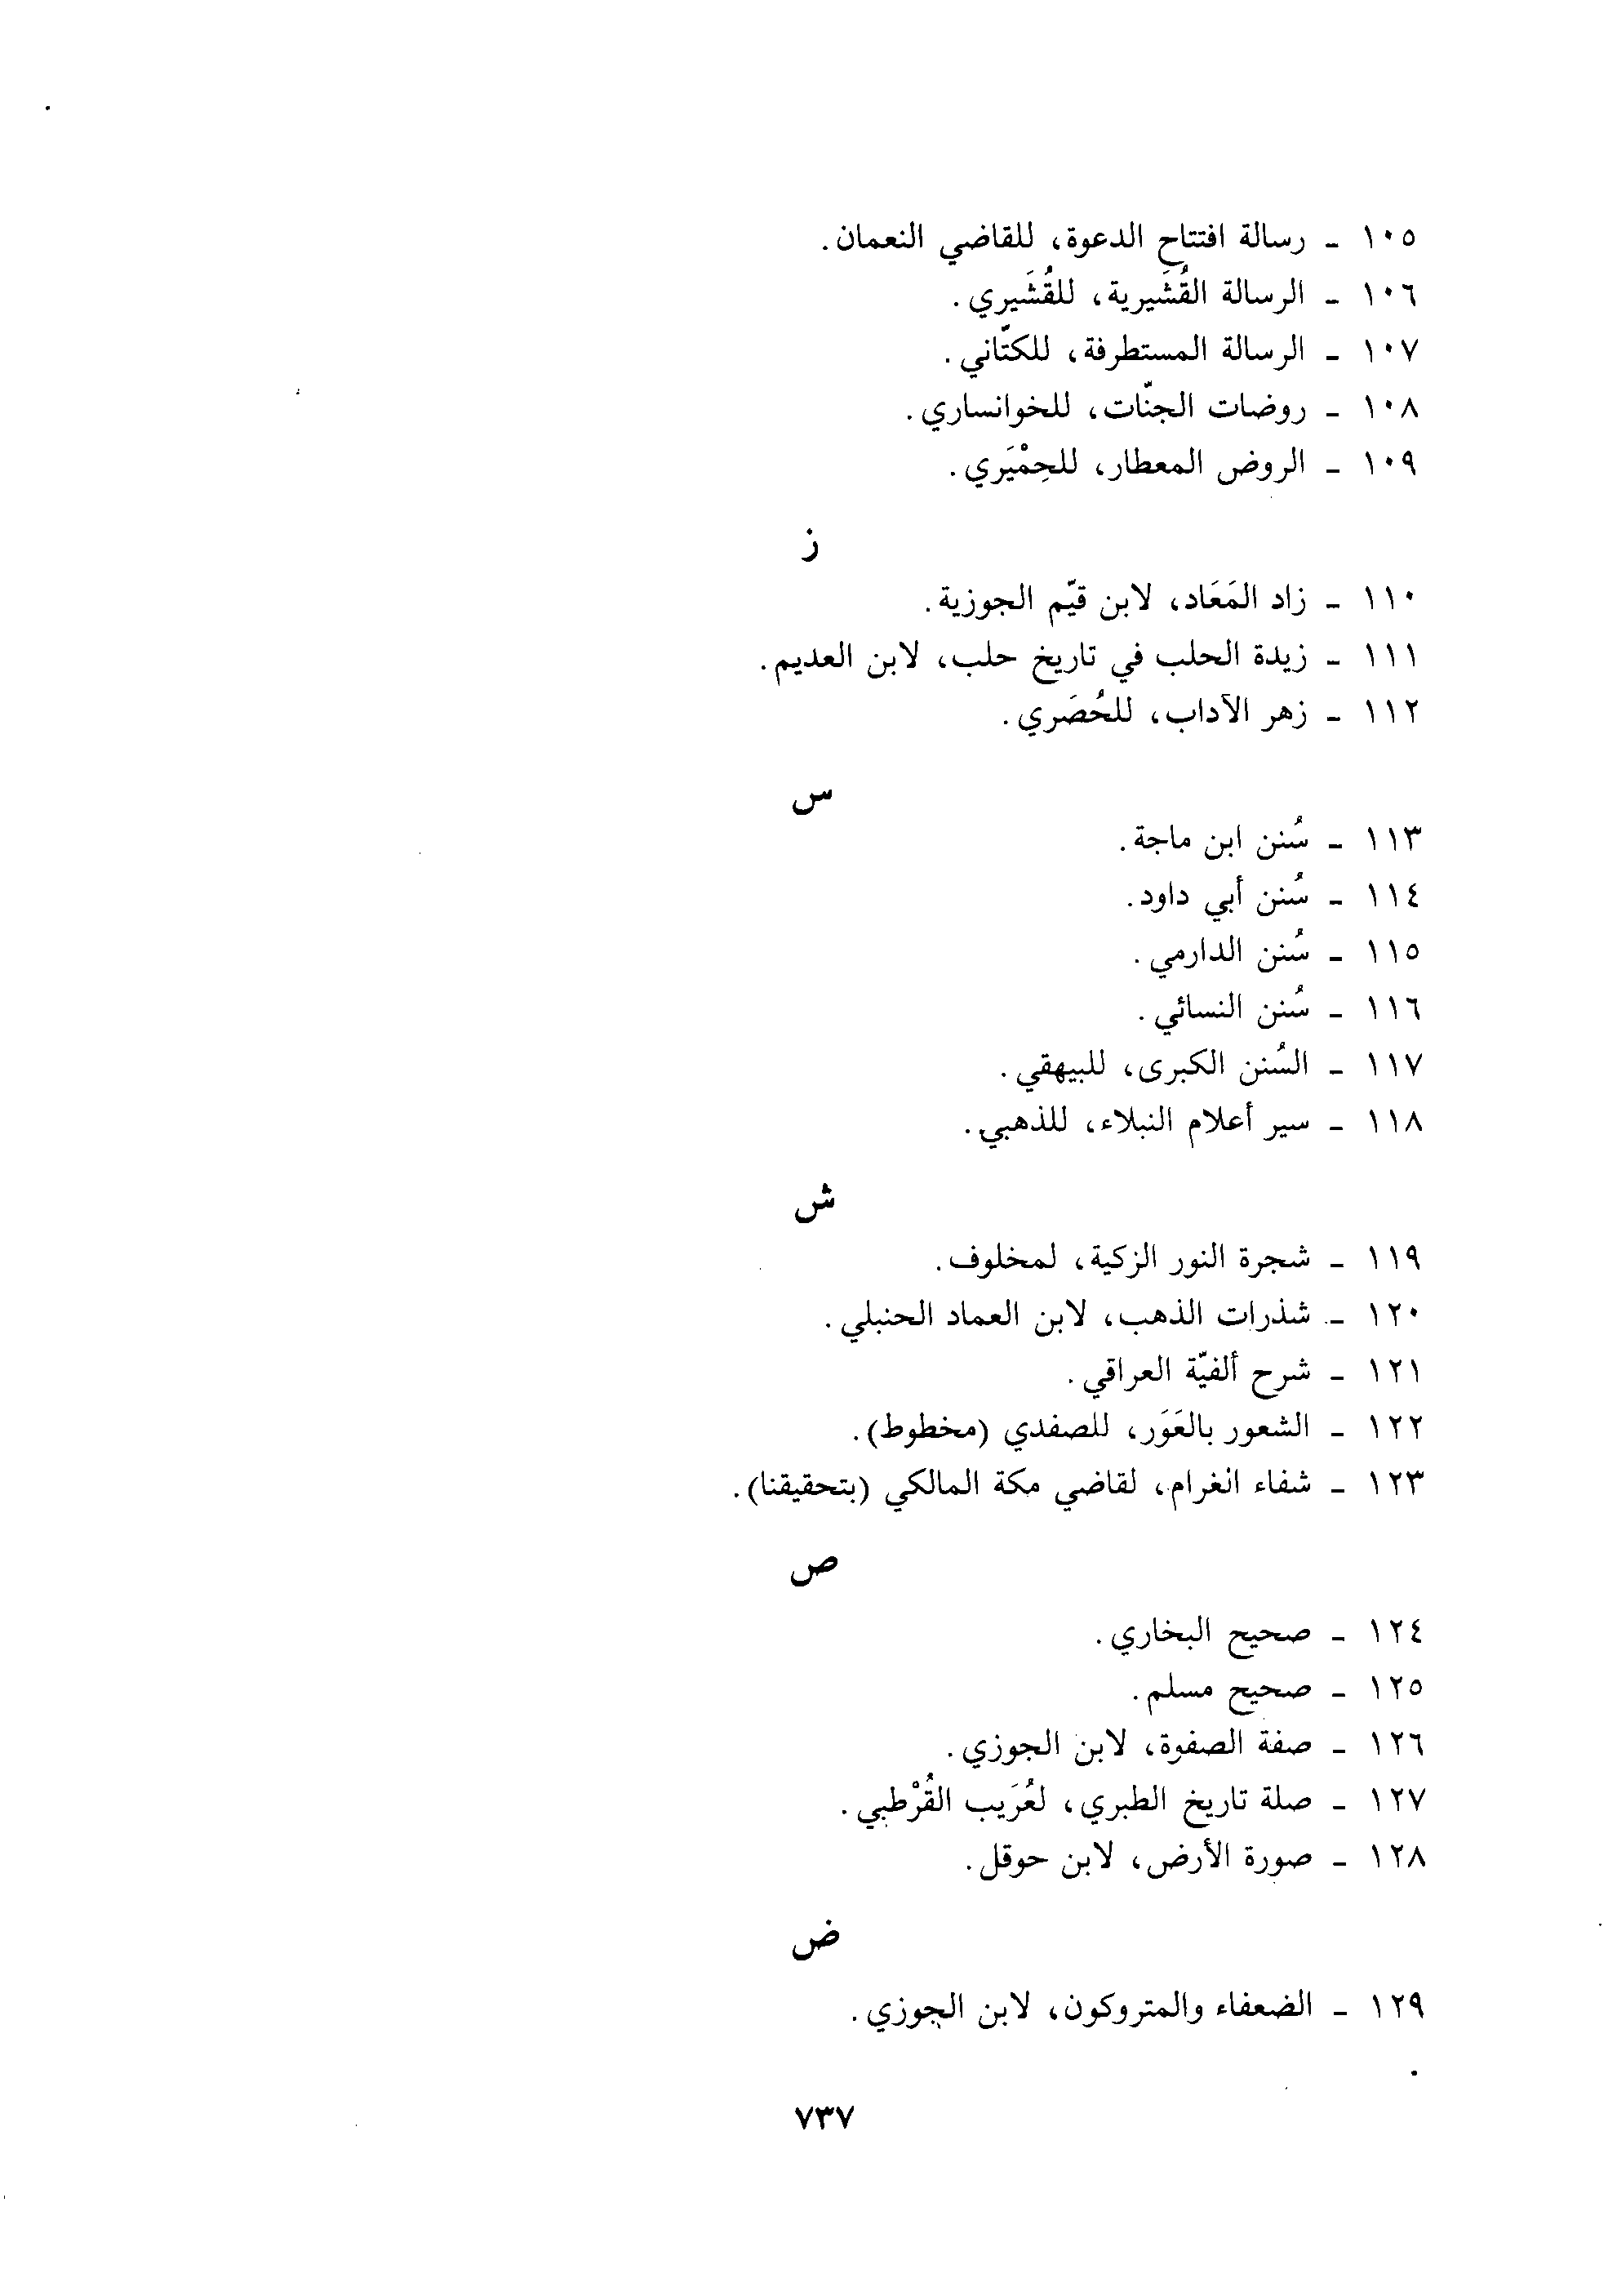 ١٠٥ - رسالة افتتاح الدعوة، للقاضي النعمان.
١٠٦ - الرسالة القُشَيرية، للقُشَيري.
١٠٧ - الرسالة المستطرفة، للكتّاني.
١٠٨ - روضات الجنّات، للخوانساري.
١٠٩ - الروض المعطار، للحِمْيَري.
ز
١١٠ - زاد المَعَاد، لابن قيّم الجوزية.
١١١ - زيدة الحلب في تاريخ حلب، لابن العديم.
١١٢ - زهر الآداب، للحُصَري.
س
١١٣ - سُنن ابن ماجة.
١١٤ - سُنن أبي داود.
١١٥ - سُنن الدارمي.
١١٦ - سُنن النسائي.
١١٧ - السُنن الكبرى، للبيهقي.
١١٨ - سير أعلام النبلاء، للذهبي.
ش
١١٩ - شجرة النور الزكية، لمخلوف.
١٢٠ - شذرات الذهب، لابن العماد الحنبلي.
١٢١ - شرح ألفيّة العراقي.
١٢٢ - الشعور بالعَوَر، للصفدي (مخطوط).
١٢٣ - شفاء الغرام، لقاضي مكة المالكي (بتحقيقنا).
ص
١٢٤ - صحيح البخاري.
١٢٥ - صحيح مسلم.
١٢٦ - صفة الصفوة، لابن الجوزي.
١٢٧ - صلة تاريخ الطبري، لعُرَيب القُرْطبي.
١٢٨ - صورة الأرض، لابن حوقل.
ض
١٢٩ - الضعفاء والمتروكون، لابن الجوزي.
٧٣٧